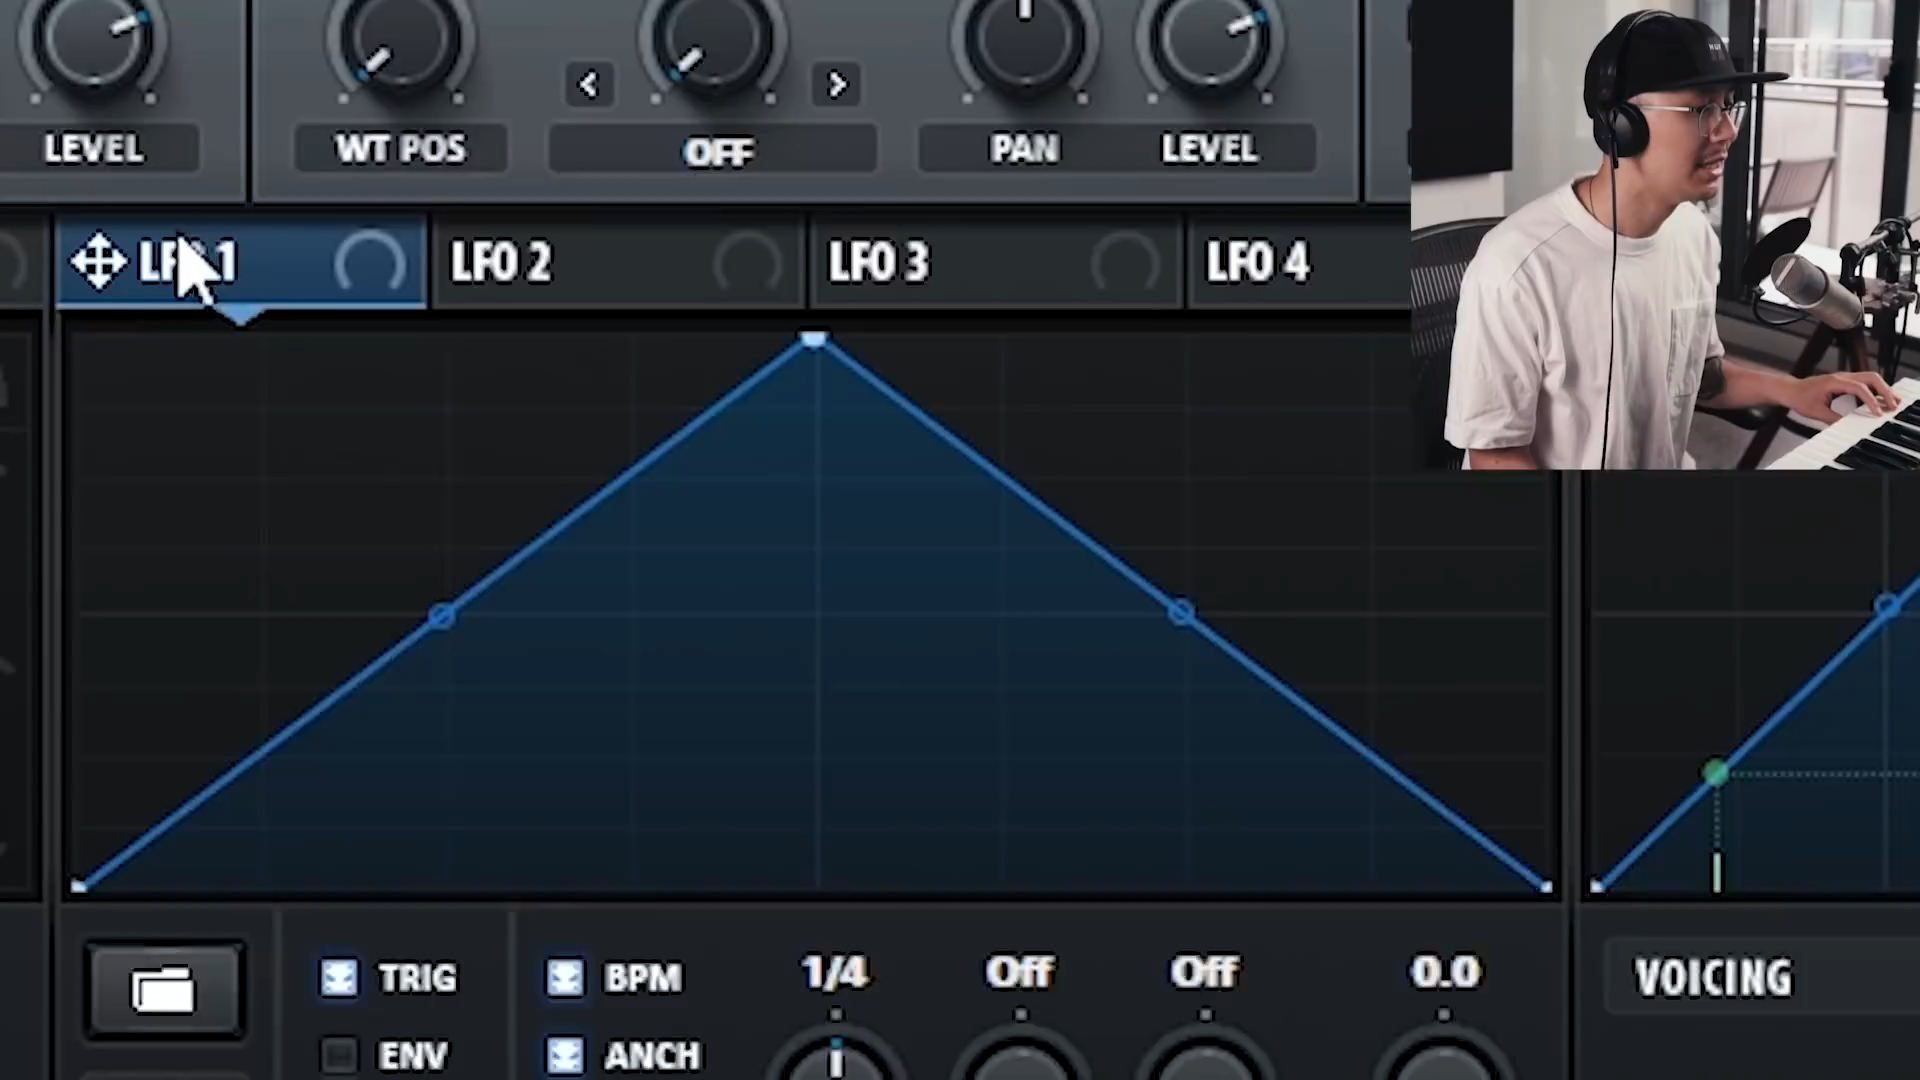 LEVEL
WT POS
OFF
PAN
LEVEL
LFO 1
LFO 2
LFO 3
LFO 4
TRIG
BPM
1/4
Off
Off
0.0
VOICING
ENV
ANCH